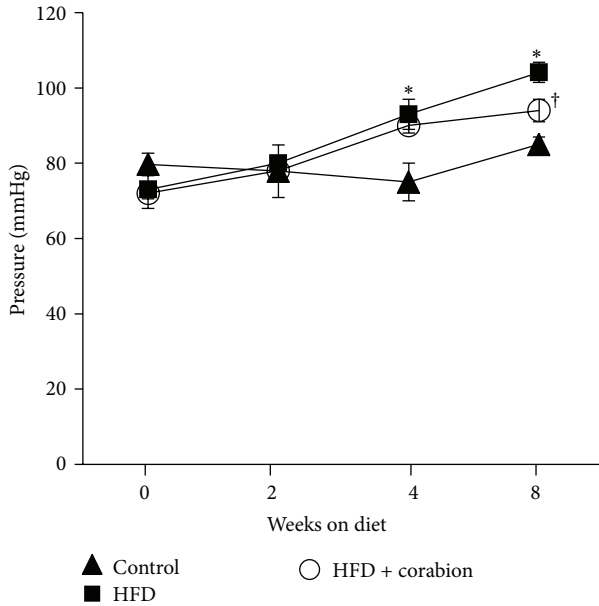 120
100
80
60
40
20
0
Pressure (mmHg)
*
*
†
0 2 4 8
Weeks on diet
Control
HFD
HFD + corabion